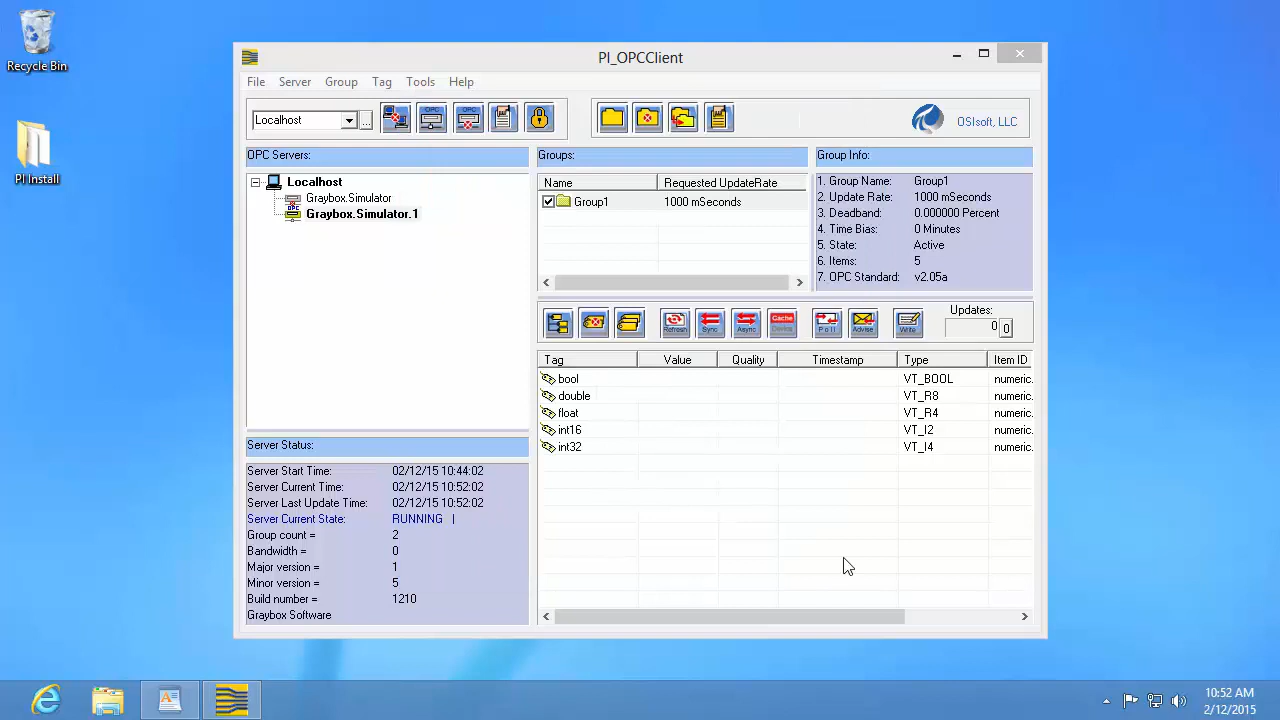 Recycle Bin
PI Install
PI_OPCClient
File Server Group Tag Tools Help
Localhost ...
OSIsoft, LLC
OPC Servers:
Localhost
Graybox.Simulator
Graybox.Simulator.1
Groups:
Name Requested UpdateRate
Group1 1000 mSeconds
Group Info:
1. Group Name: Group1
2. Update Rate: 1000 mSeconds
3. Deadband: 0.000000 Percent
4. Time Bias: 0 Minutes
5. State: Active
6. Items: 5
7. OPC Standard: v2.05a
Refresh Sync Async Cache Device Poll Advise Write
Updates:
0 0
Tag Value Quality Timestamp Type Item ID
bool VT_BOOL numeric.
double VT_R8 numeric.
float VT_R4 numeric.
int16 VT_I2 numeric.
int32 VT_I4 numeric.
Server Status:
Server Start Time: 02/12/15 10:44:02
Server Current Time: 02/12/15 10:52:02
Server Last Update Time: 02/12/15 10:52:02
Server Current State: RUNNING |
Group count = 2
Bandwidth = 0
Major version = 1
Minor version = 5
Build number = 1210
Graybox Software
10:52 AM
2/12/2015